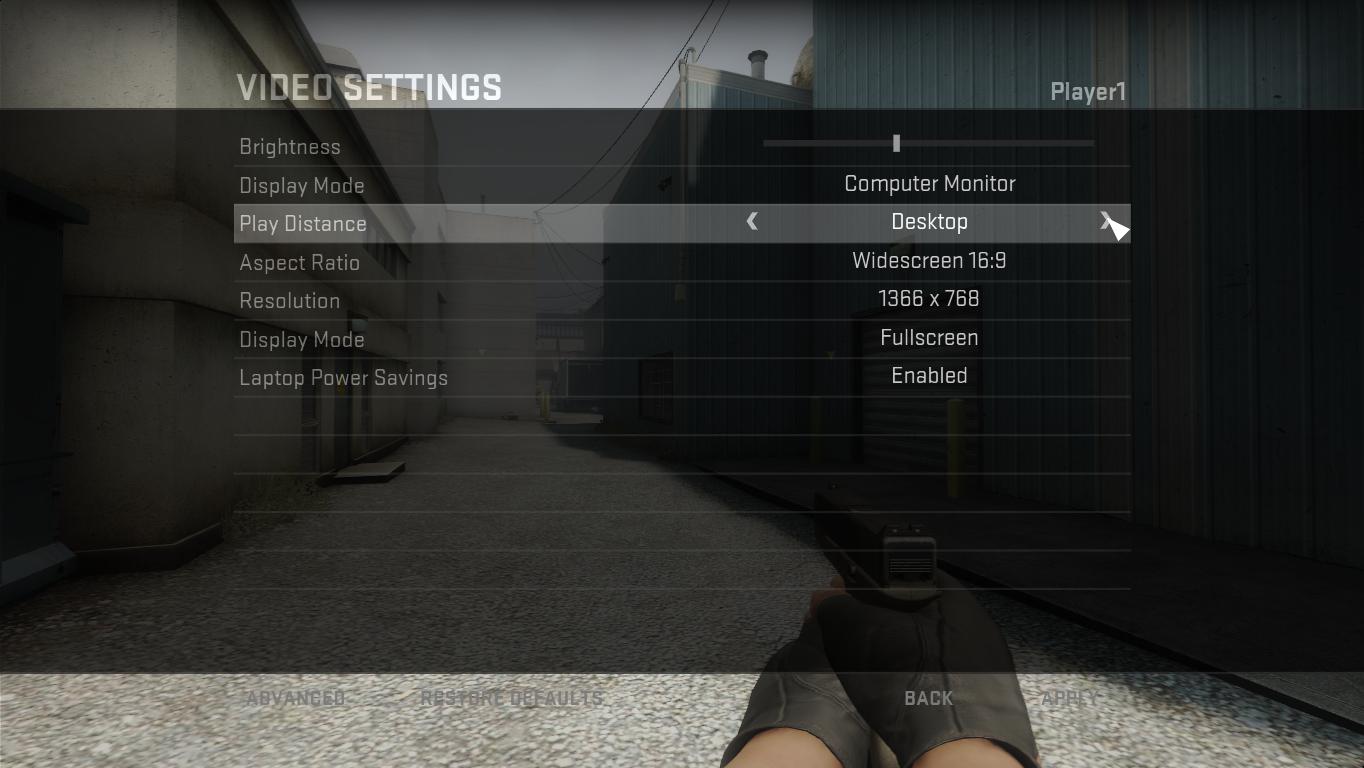 VIDEO SETTINGS Player1
Brightness
Display Mode Computer Monitor
Play Distance Desktop
Aspect Ratio Widescreen 16:9
Resolution 1366 x 768
Display Mode Fullscreen
Laptop Power Savings Enabled
ADVANCED RESTORE DEFAULTS BACK APPLY